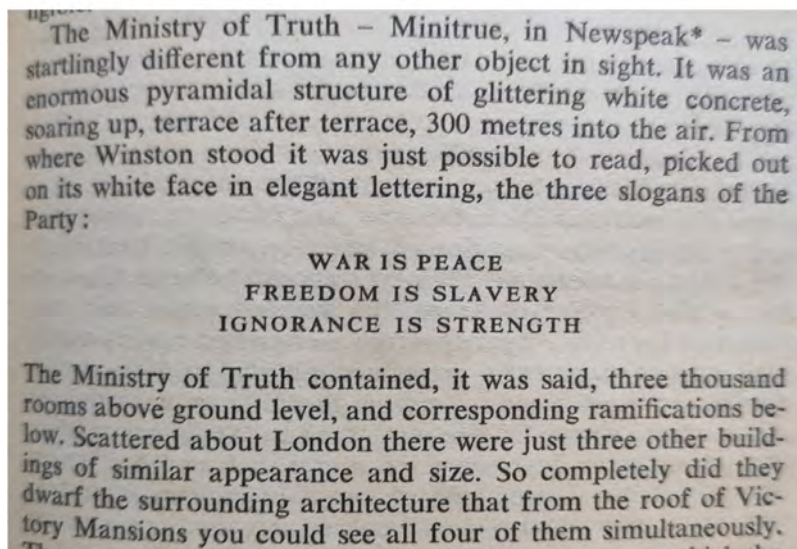 The Ministry of Truth – Minitrue, in Newspeak* – was
startlingly different from any other object in sight. It was an
enormous pyramidal structure of glittering white concrete,
soaring up, terrace after terrace, 300 metres into the air. From
where Winston stood it was just possible to read, picked out
on its white face in elegant lettering, the three slogans of the
Party:
WAR IS PEACE
FREEDOM IS SLAVERY
IGNORANCE IS STRENGTH
The Ministry of Truth contained, it was said, three thousand
rooms above ground level, and corresponding ramifications be-
low. Scattered about London there were just three other build-
ings of similar appearance and size. So completely did they
dwarf the surrounding architecture that from the roof of Vic-
tory Mansions you could see all four of them simultaneously.